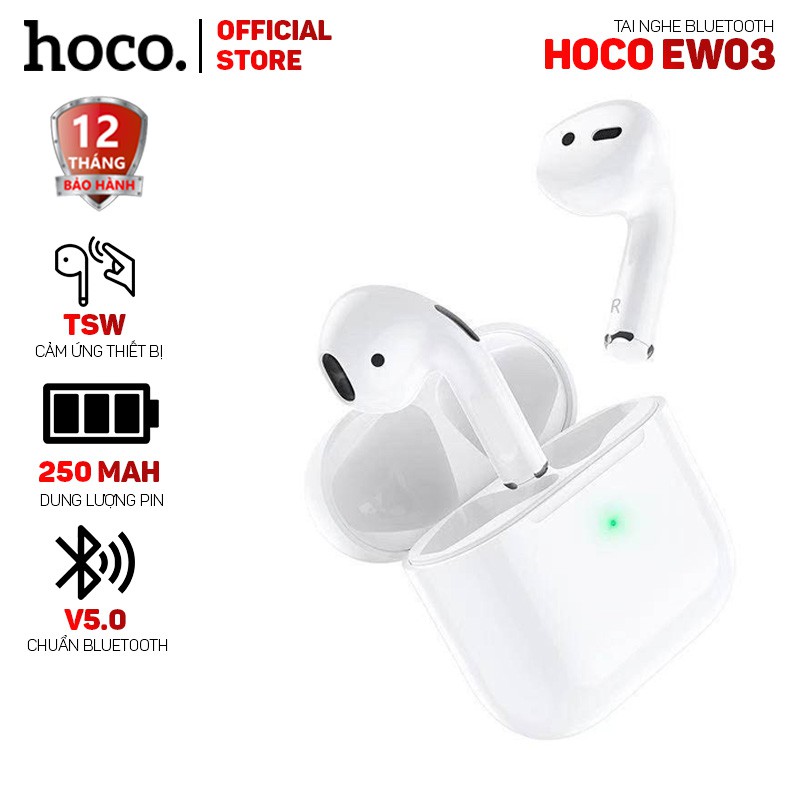 hoco.
OFFICIAL
STORE
TAI NGHE BLUETOOTH
HOCO EW03
12
THÁNG
BẢO HÀNH
TSW
CẢM ỨNG THIẾT BỊ
250 MAH
DUNG LƯỢNG PIN
V5.0
CHUẨN BLUETOOTH
R